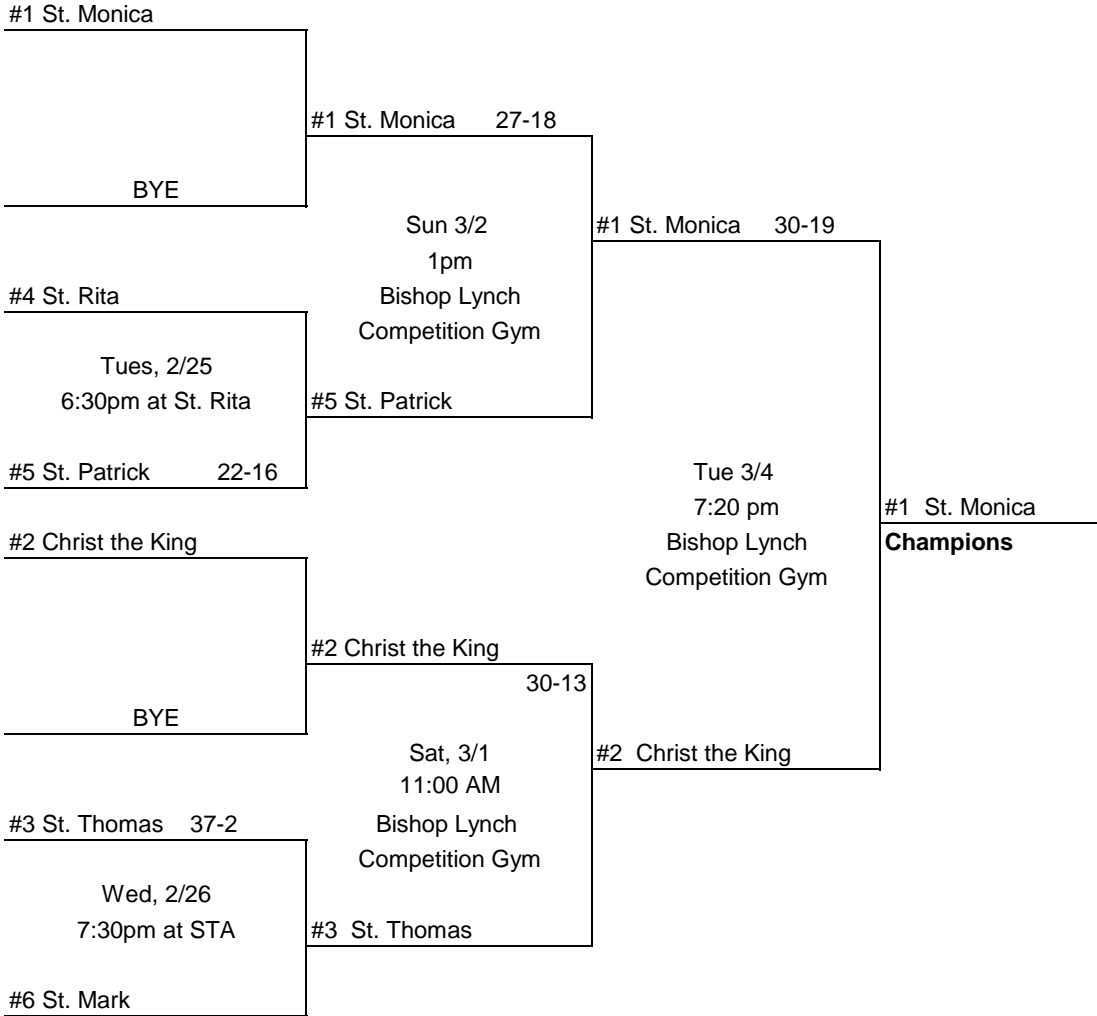 #1 St. Monica
#1 St. Monica 27-18
BYE
Sun 3/2
1pm
Bishop Lynch
Competition Gym
#1 St. Monica 30-19
#4 St. Rita
Tues, 2/25
6:30pm at St. Rita
#5 St. Patrick
#5 St. Patrick 22-16
Tue 3/4
7:20 pm
Bishop Lynch
Competition Gym
#1 St. Monica
Champions
#2 Christ the King
#2 Christ the King
30-13
BYE
Sat, 3/1
11:00 AM
Bishop Lynch
Competition Gym
#2 Christ the King
#3 St. Thomas 37-2
Wed, 2/26
7:30pm at STA
#3 St. Thomas
#6 St. Mark